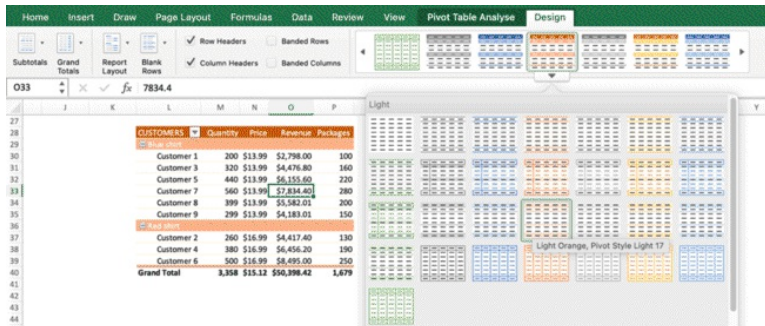 Home Insert Draw Page Layout Formulas Data Review View Pivot Table Analyse Design
Subtotals Grand Totals Report Layout Blank Rows
Row Headers Banded Rows
Column Headers Banded Columns
O33 fx 7834.4
J K L M N O P Y
Light
27
28 CUSTOMERS Quantity Price Revenue Packages
29 Blue shirt
30 Customer 1 200 $13.99 $2,798.00 100
31 Customer 3 320 $13.99 $4,476.80 160
32 Customer 5 440 $13.99 $6,155.60 220
33 Customer 7 560 $13.99 $7,834.40 280
34 Customer 8 399 $13.99 $5,582.01 200
35 Customer 9 299 $13.99 $4,183.01 150
36 Red shirt
37 Customer 2 260 $16.99 $4,417.40 130
38 Customer 4 380 $16.99 $6,456.20 190
39 Customer 6 500 $16.99 $8,495.00 250
40 Grand Total 3,358 $15.12 $50,398.42 1,679
41
42
43
44
Light Orange, Pivot Style Light 17